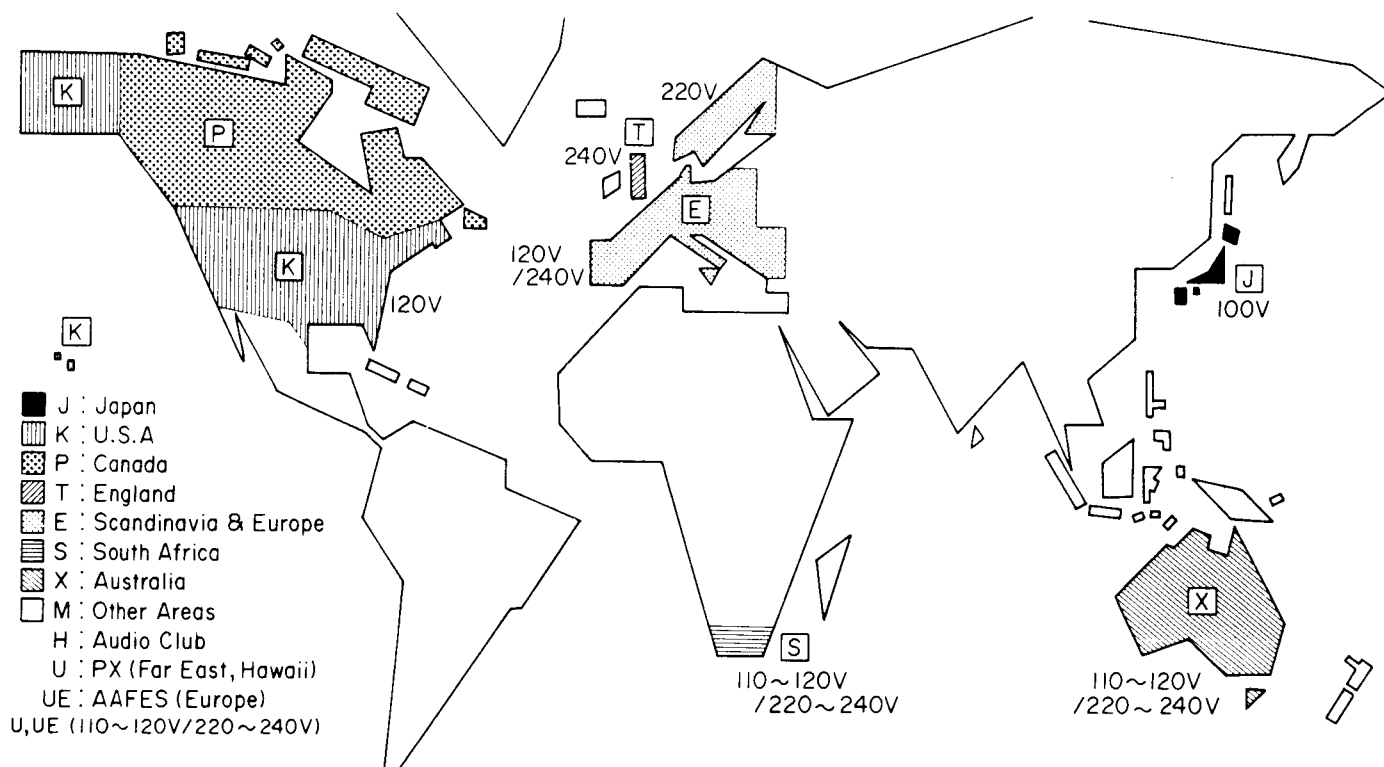 K
P
220V
T
240V
E
K
120V
/240V
J
120V
100V
K
J : Japan
K : U.S.A
P : Canada
T : England
E : Scandinavia & Europe
S : South Africa
X : Australia
M : Other Areas
H : Audio Club
U : PX (Far East, Hawaii)
UE : AAFES (Europe)
U,UE (110~120V/220~240V)
X
S
110~120V
/220~240V
110~120V
/220~240V